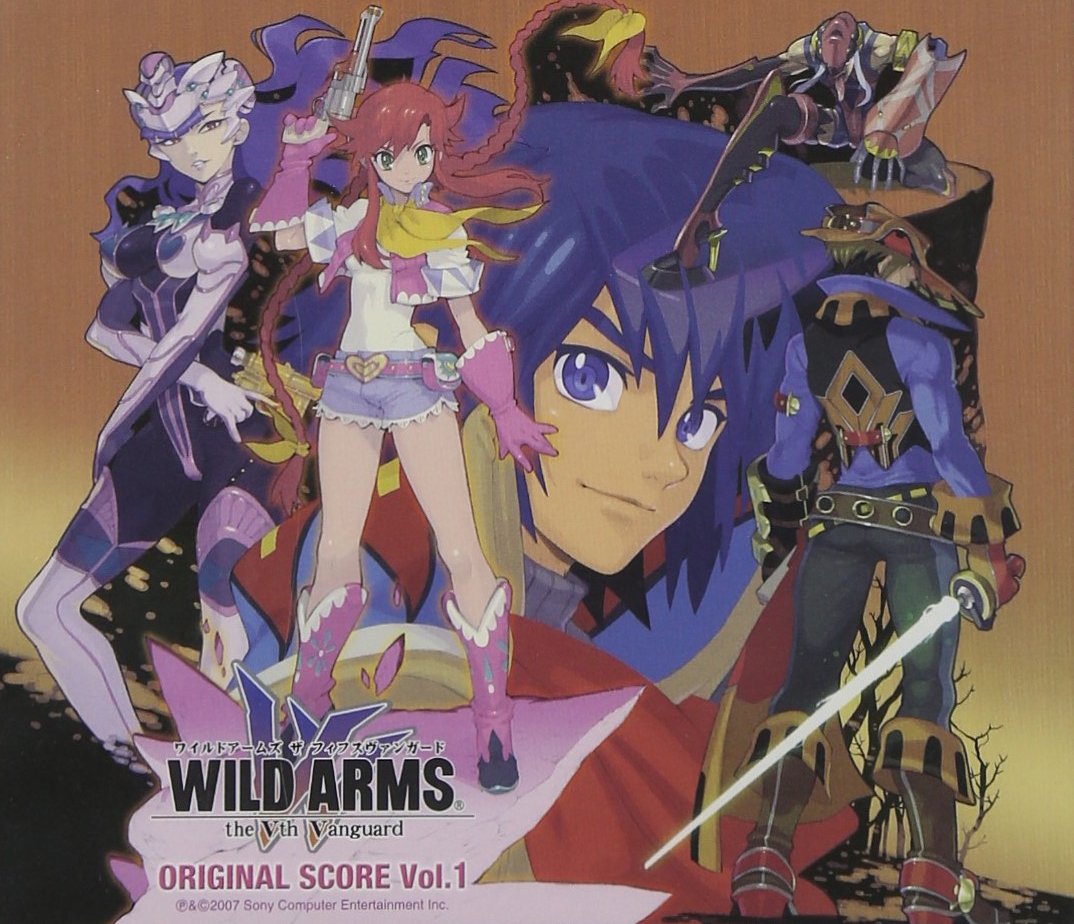 ワイルドアームズ ザ フィフスヴァンガード
WILD ARMS®
the Vth Vanguard
ORIGINAL SCORE Vol.1
℗&©2007 Sony Computer Entertainment Inc.